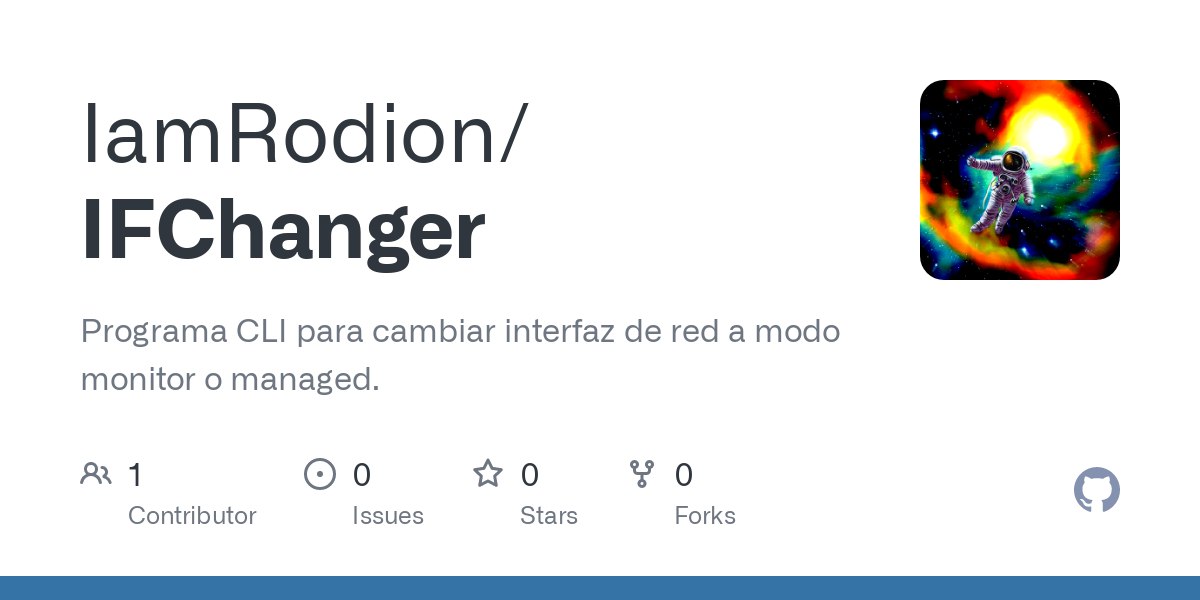 IamRodion/
IFChanger
Programa CLI para cambiar interfaz de red a modo
monitor o managed.
1
Contributor
0
Issues
0
Stars
0
Forks